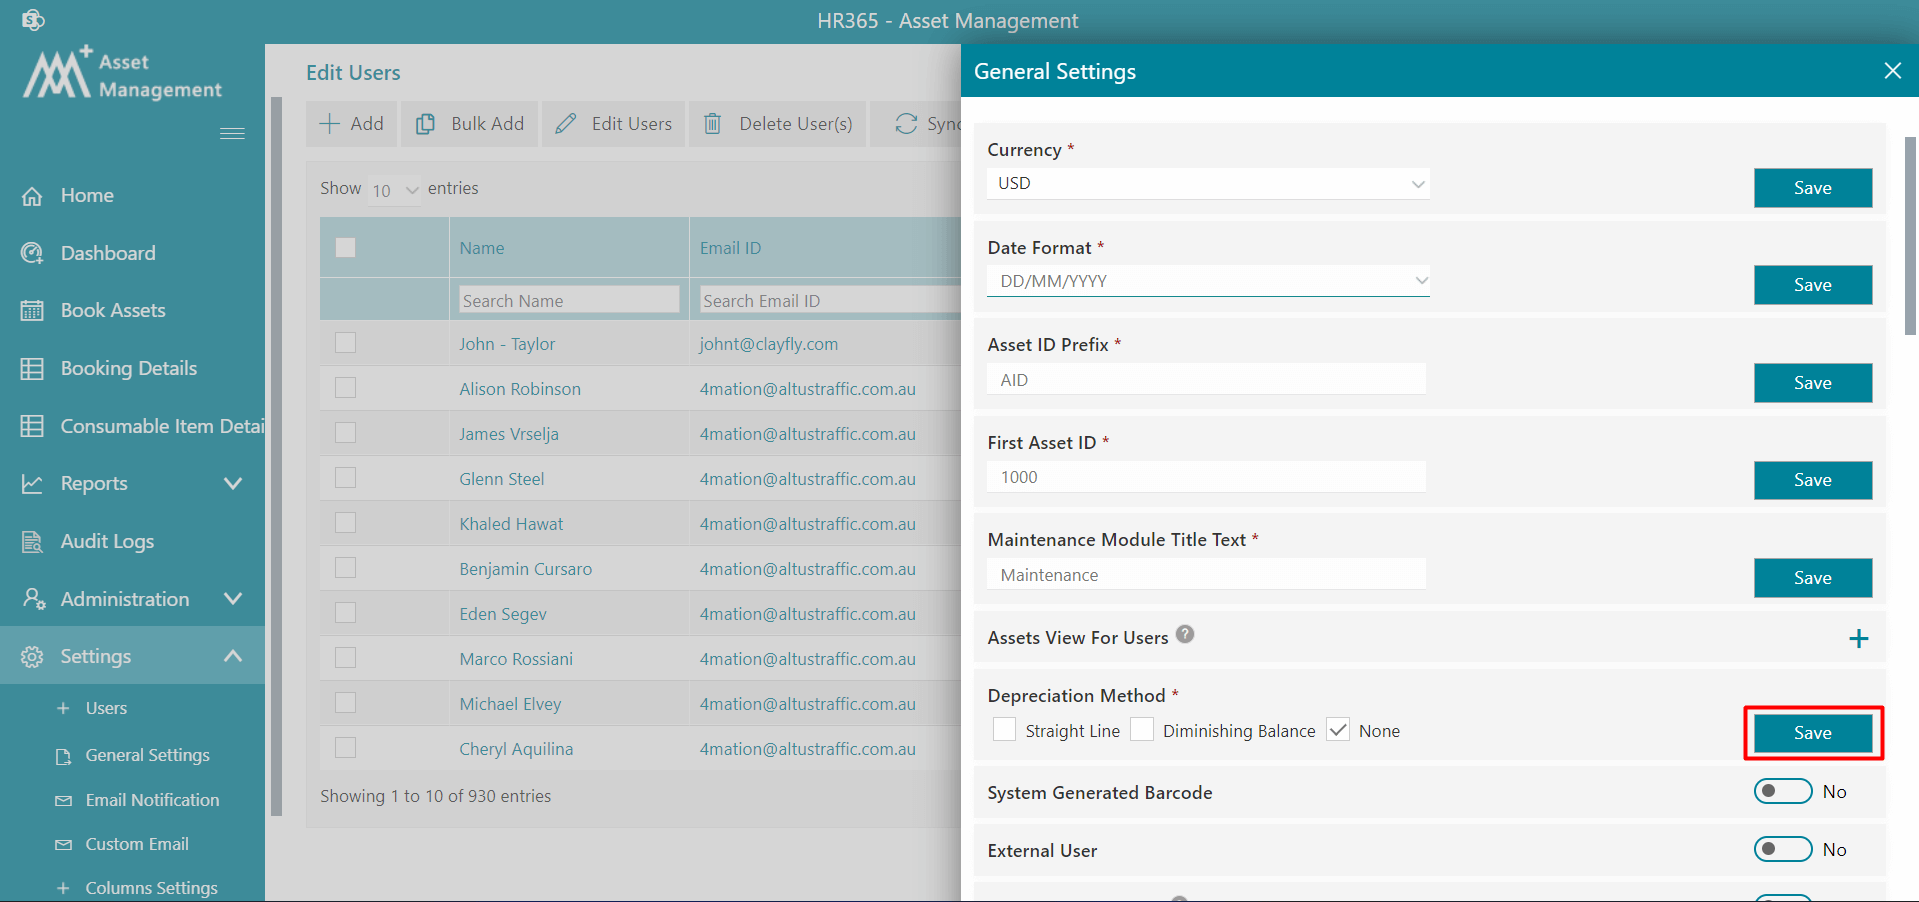 HR365 - Asset Management
Asset
Management
Home
Dashboard
Book Assets
Booking Details
Consumable Item Detai
Reports
Audit Logs
Administration
Settings
Users
General Settings
Email Notification
Custom Email
Columns Settings
Edit Users
Add Bulk Add Edit Users Delete User(s) Sync
Show 10 entries
Name Email ID
Search Name Search Email ID
John - Taylor johnt@clayfly.com
Alison Robinson 4mation@altustraffic.com.au
James Vrselja 4mation@altustraffic.com.au
Glenn Steel 4mation@altustraffic.com.au
Khaled Hawat 4mation@altustraffic.com.au
Benjamin Cursaro 4mation@altustraffic.com.au
Eden Segev 4mation@altustraffic.com.au
Marco Rossiani 4mation@altustraffic.com.au
Michael Elvey 4mation@altustraffic.com.au
Cheryl Aquilina 4mation@altustraffic.com.au
Showing 1 to 10 of 930 entries
General Settings
Currency *
USD
Save
Date Format *
DD/MM/YYYY
Save
Asset ID Prefix *
AID
Save
First Asset ID *
1000
Save
Maintenance Module Title Text *
Maintenance
Save
Assets View For Users ?
Depreciation Method *
Straight Line Diminishing Balance None
Save
System Generated Barcode No
External User No